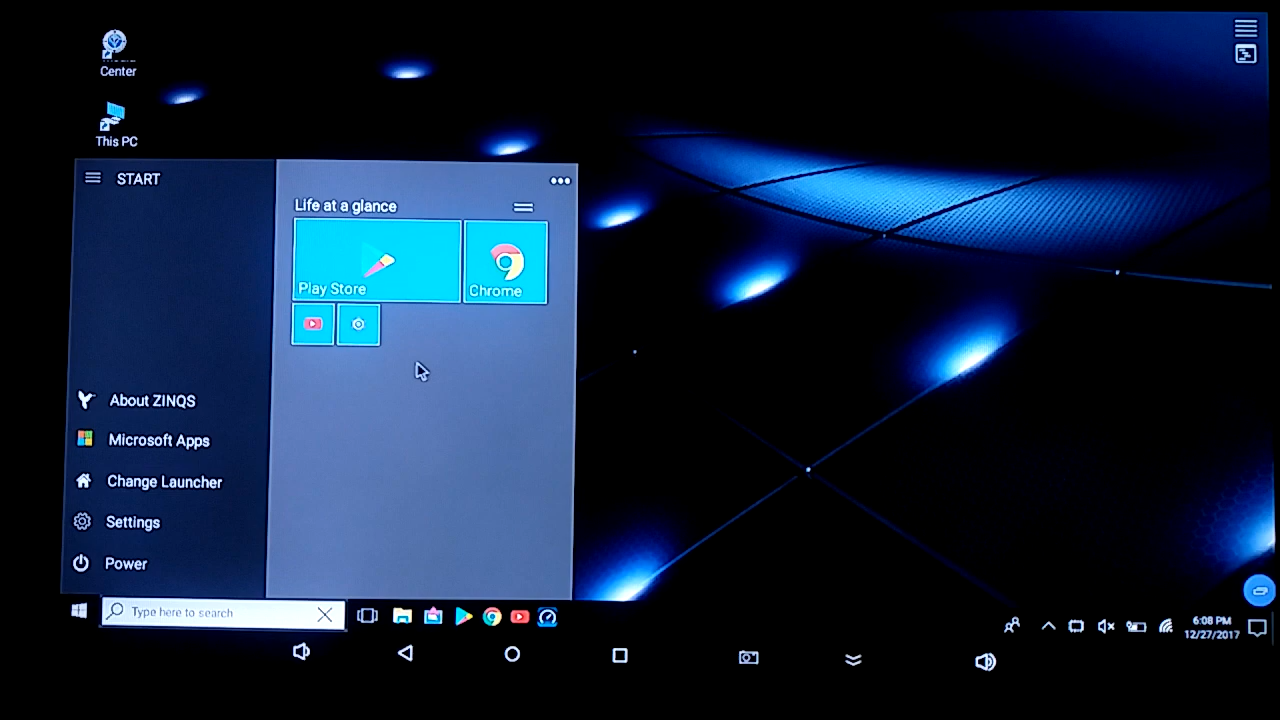 Center
This PC
START
Life at a glance
Play Store
Chrome
About ZINQS
Microsoft Apps
Change Launcher
Settings
Power
Type here to search
6:08 PM
12/27/2017